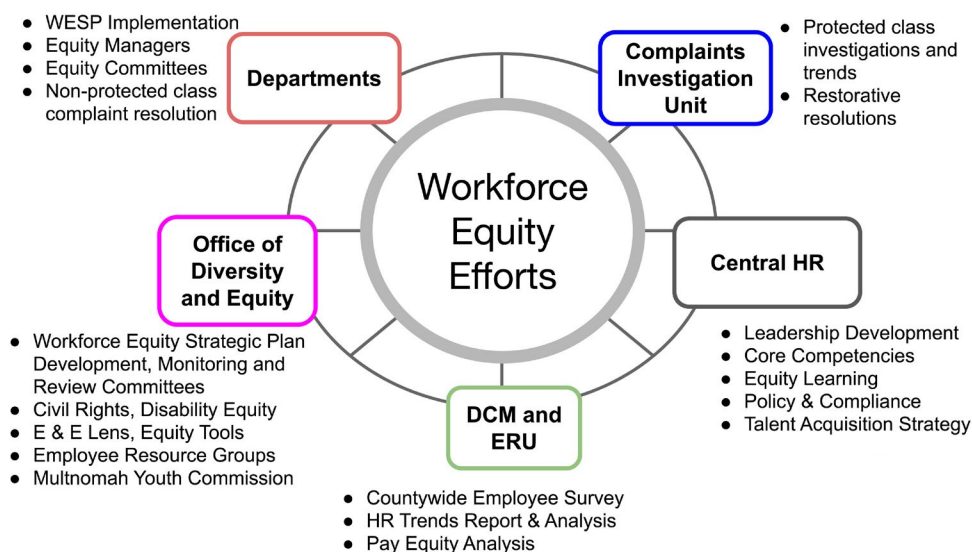 ● WESP Implementation
● Equity Managers
● Equity Committees
● Non-protected class
complaint resolution
Departments
Complaints
Investigation
Unit
● Protected class
investigations and
trends
● Restorative
resolutions
Workforce
Equity
Efforts
Office of
Diversity
and Equity
Central HR
● Workforce Equity Strategic Plan
Development, Monitoring and
Review Committees
● Civil Rights, Disability Equity
● E & E Lens, Equity Tools
● Employee Resource Groups
● Multnomah Youth Commission
● Leadership Development
● Core Competencies
● Equity Learning
● Policy & Compliance
● Talent Acquisition Strategy
DCM and
ERU
● Countywide Employee Survey
● HR Trends Report & Analysis
● Pay Equity Analysis